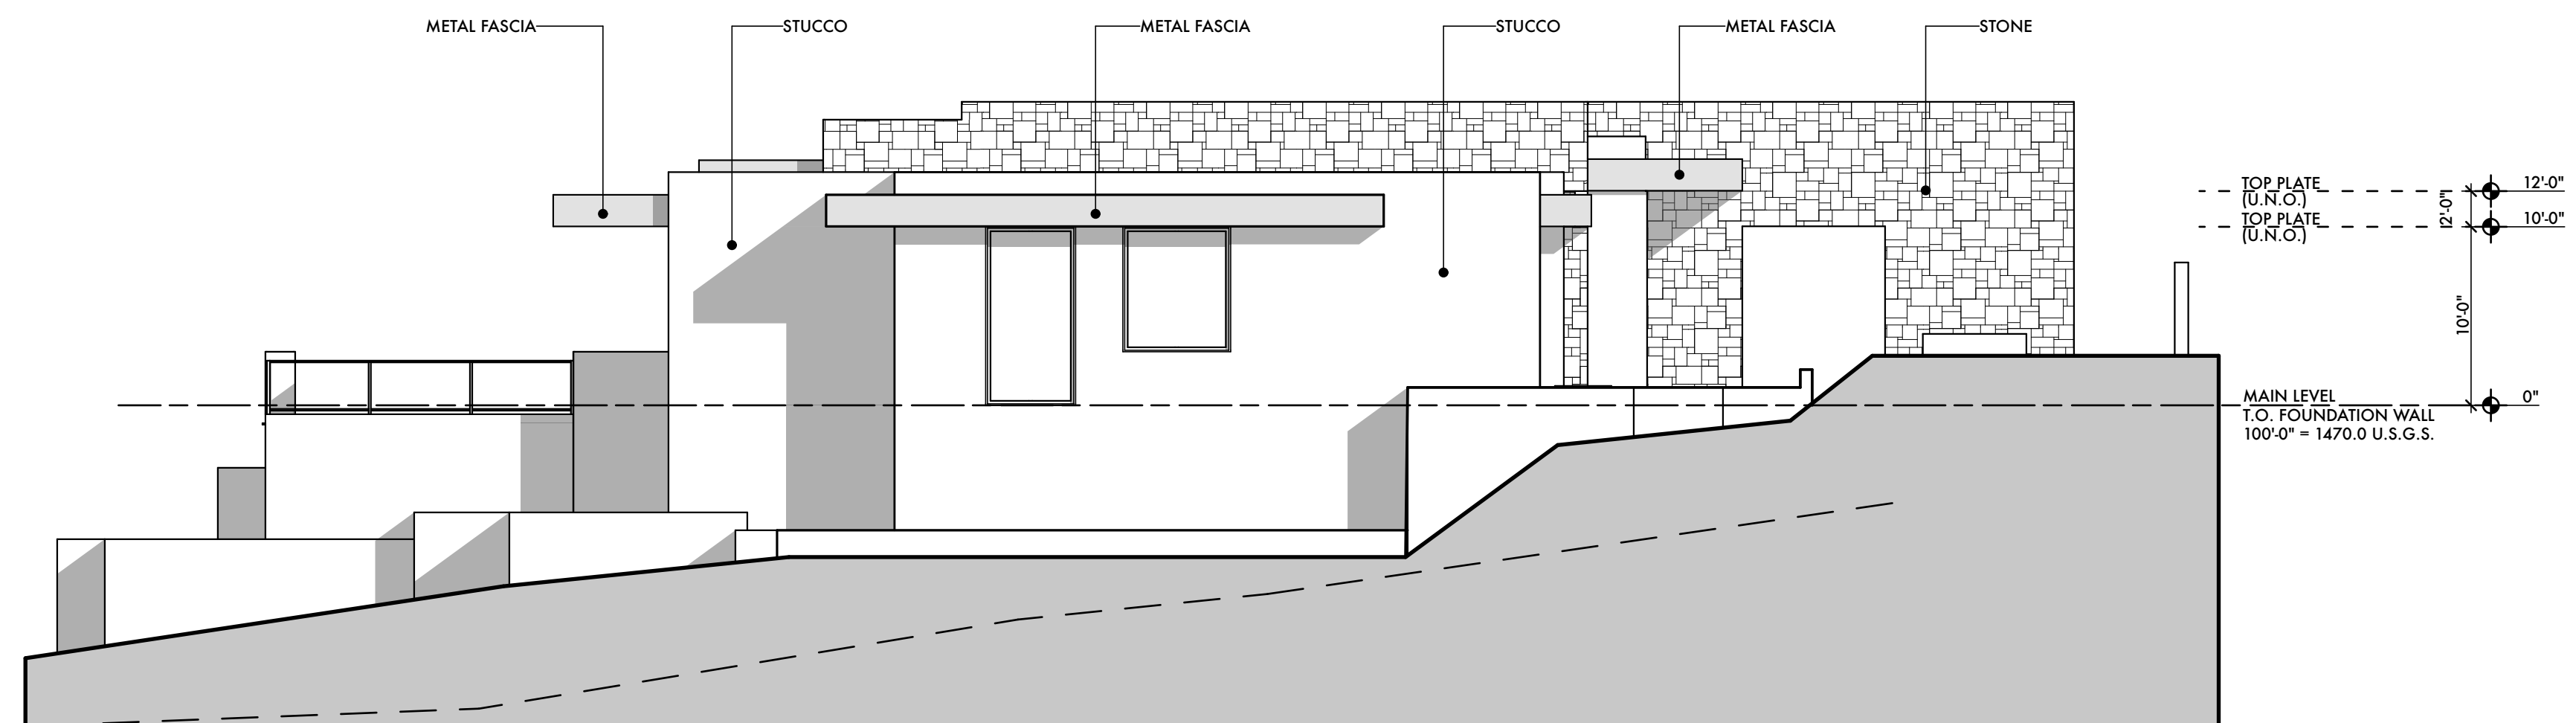 METAL FASCIA
STUCCO
METAL FASCIA
STUCCO
METAL FASCIA
STONE
TOP PLATE
(U.N.O.)
12'-0"
2'-0"
TOP PLATE
(U.N.O.)
10'-0"
10'-0"
MAIN LEVEL
0"
T.O. FOUNDATION WALL
100'-0" = 1470.0 U.S.G.S.